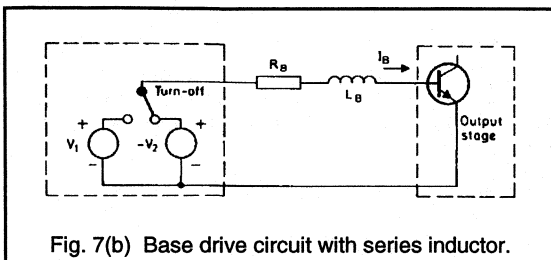 R_B
I_B
Turn-off
L_B
+
+
V_1
-V_2
−
−
Output
stage
Fig. 7(b) Base drive circuit with series inductor.